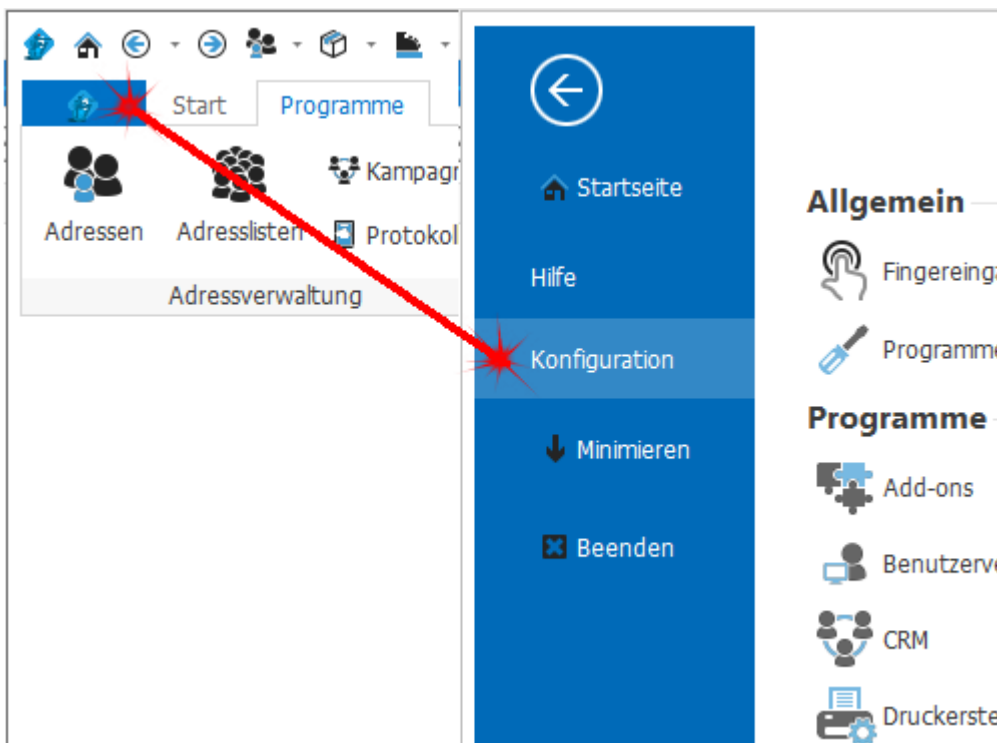 Start Programme
Adressen Adresslisten
Kampagn
Protokol
Adressverwaltung
Startseite
Hilfe
Konfiguration
Minimieren
Beenden
Allgemein
Fingereinga
Programme
Programme
Add-ons
Benutzerve
CRM
Druckerste